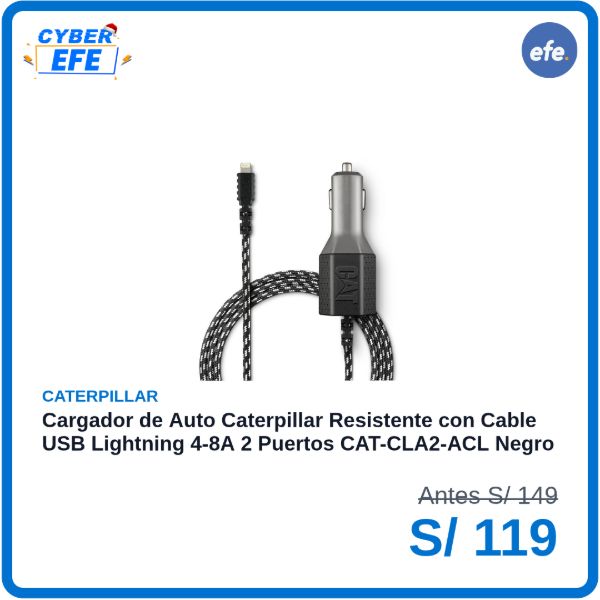 CYBER
EFE
efe.
CAT
CATERPILLAR
Cargador de Auto Caterpillar Resistente con Cable
USB Lightning 4-8A 2 Puertos CAT-CLA2-ACL Negro
Antes S/ 149
S/ 119